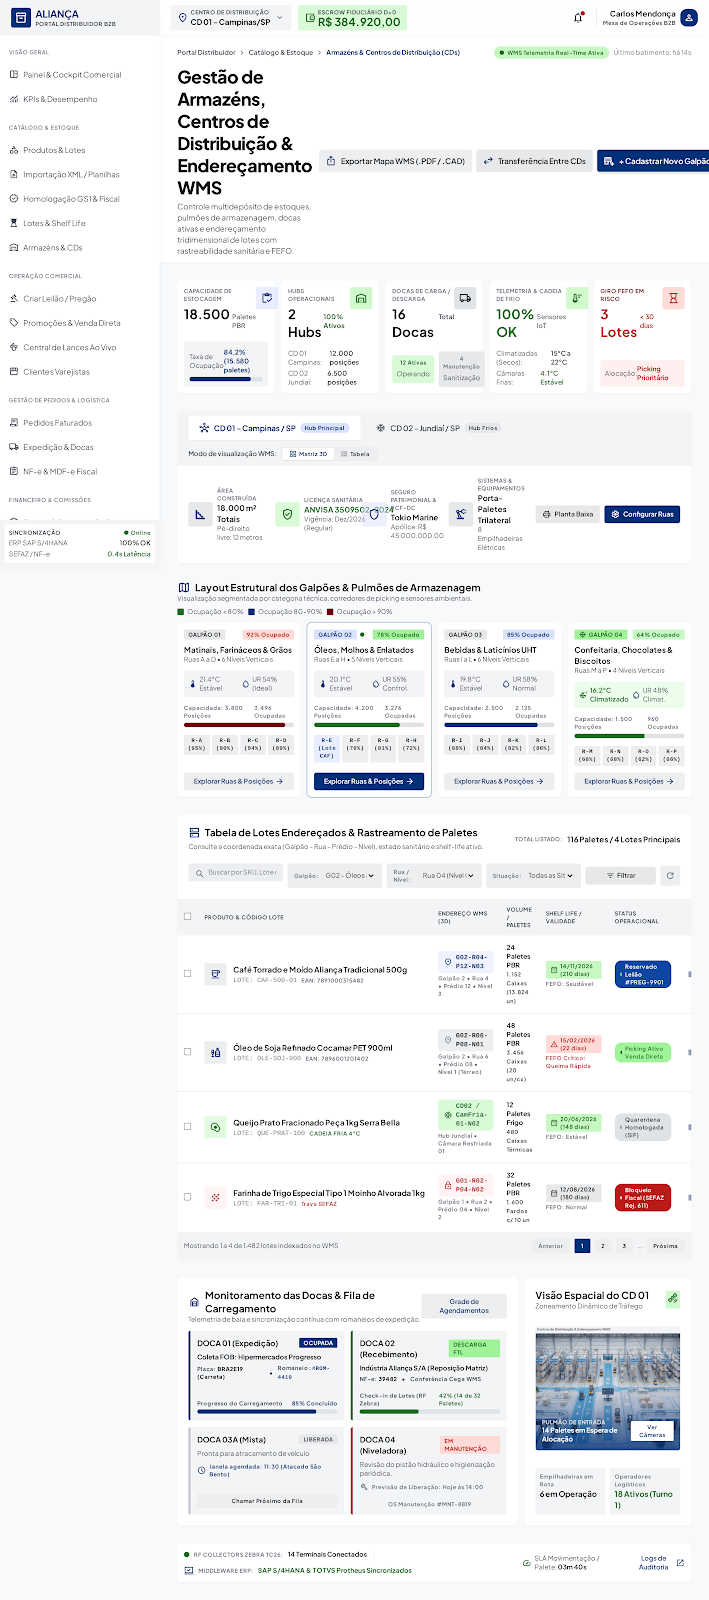 ALIANÇA
PORTAL DISTRIBUIDOR B2B
CENTRO DE DISTRIBUIÇÃO
CD 01 - Campinas/SP
ESCROW FIDUCIÁRIO D+0
R$ 384.920,00
Carlos Mendonça
Mesa de Operações B2B
VISÃO GERAL
Painel & Cockpit Comercial
KPIs & Desempenho
CATÁLOGO & ESTOQUE
Produtos & Lotes
Importação XML / Planilhas
Homologação GS1 & Fiscal
Lotes & Shelf Life
Armazéns & CDs
OPERAÇÃO COMERCIAL
Criar Leilão / Pregão
Promoções & Venda Direta
Central de Lances Ao Vivo
Clientes Varejistas
GESTÃO DE PEDIDOS & LOGÍSTICA
Pedidos Faturados
Expedição & Docas
NF-e & MDF-e Fiscal
FINANCEIRO & COMISSÕES
SINCRONIZAÇÃO
Online
ERP SAP S/4HANA
100% OK
SEFAZ / NF-e
0.4s Latência
Portal Distribuidor > Catálogo & Estoque > Armazéns & Centros de Distribuição (CDs)
WMS Telemetria Real-Time Ativa
Último batimento: há 14s
Gestão de
Armazéns,
Centros de
Distribuição &
Endereçamento
WMS
Controle multidepósito de estoques,
pulmões de armazenagem, docas
ativas e endereçamento
tridimensional de lotes com
rastreabilidade sanitária e FEFO.
Exportar Mapa WMS (.PDF / .CAD)
Transferência Entre CDs
+ Cadastrar Novo Galpão
CAPACIDADE DE
ESTOCAGEM
18.500 Paletes
PBR
Taxa de
Ocupação
84,2%
(15.580
paletes)
HUBS
OPERACIONAIS
2
Hubs
100%
Ativos
CD 01
Campinas:
12.000
posições
CD 02
Jundiaí:
6.500
posições
DOCAS DE CARGA /
DESCARGA
16
Docas
Total
12 Ativas
Operando
4
Manutenção
Sanitização
TELEMETRIA & CADEIA
DE FRIO
100%
OK
Sensores
IoT
Climatizadas
(Secos):
15°C a
22°C
Câmaras
Frias:
4.1°C
Estável
GIRO FEFO EM
RISCO
3
Lotes
< 30
dias
Alocação:
Picking
Prioritário
CD 01 - Campinas / SP
Hub Principal
CD 02 - Jundiaí / SP
Hub Frios
Modo de visualização WMS:
Matriz 3D
Tabela
ÁREA
CONSTRUÍDA
18.000 m²
Totais
Pé-direito
livre: 12 metros
LICENÇA SANITÁRIA
ANVISA 3509502-2024
Vigência: Dez/2026
(Regular)
SEGURO
PATRIMONIAL &
RCF-DC
Tokio Marine
Apólice: R$
45.000.000,00
SISTEMAS &
EQUIPAMENTOS
Porta-
Paletes
Trilateral
8
Empilhadeiras
Elétricas
Planta Baixa
Configurar Ruas
Layout Estrutural dos Galpões & Pulmões de Armazenagem
Visualização segmentada por categoria técnica, corredores de picking e sensores ambientais.
Ocupação < 80%
Ocupação 80-90%
Ocupação > 90%
GALPÃO 01
92% Ocupado
Matinais, Farináceos & Grãos
Ruas A a D • 6 Níveis Verticais
21.4°C
Estável
UR 54%
(Ideal)
Capacidade: 3.800
Posições
3.496
Ocupadas
R-A
(95%)
R-B
(90%)
R-C
(94%)
R-D
(89%)
Explorar Ruas & Posições →
GALPÃO 02
78% Ocupado
Óleos, Molhos & Enlatados
Ruas E a H • 5 Níveis Verticais
20.1°C
Estável
UR 55%
Control.
Capacidade: 4.200
Posições
3.276
Ocupadas
R-E
(Lote
CAF)
R-F
(75%)
R-G
(81%)
R-H
(72%)
Explorar Ruas & Posições →
GALPÃO 03
85% Ocupado
Bebidas & Laticínios UHT
Ruas I a L • 6 Níveis Verticais
19.8°C
Estável
UR 58%
Normal
Capacidade: 2.500
Posições
2.125
Ocupadas
R-I
(88%)
R-J
(84%)
R-K
(82%)
R-L
(86%)
Explorar Ruas & Posições →
GALPÃO 04
64% Ocupado
Confeitaria, Chocolates &
Biscoitos
Ruas M a P • 4 Níveis Verticais
16.2°C
Climatizado
UR 48%
Climat.
Capacidade: 1.500
Posições
960
Ocupadas
R-M
(60%)
R-N
(68%)
R-O
(62%)
R-P
(66%)
Explorar Ruas & Posições →
Tabela de Lotes Endereçados & Rastreamento de Paletes
Consulte a coordenada exata (Galpão - Rua - Prédio - Nível), estado sanitário e shelf-life ativo.
TOTAL LISTADO: 116 Paletes / 4 Lotes Principais
Buscar por SKU, Lote
Galpão: G02 - Óleos
Rua /
Nível: Rua 04 (Nível
Situação: Todas as Sit
Filtrar
PRODUTO & CÓDIGO LOTE
ENDEREÇO WMS
(3D)
VOLUME
/
PALETES
SHELF LIFE /
VALIDADE
STATUS
OPERACIONAL
Café Torrado e Moído Aliança Tradicional 500g
LOTE: CAF-500-01 EAN: 7891000315482
G02-R04-
P12-N03
Galpão 2 • Rua 4
• Prédio 12 • Nível
3
24
Paletes
PBR
1.152
Caixas
(13.824
un)
14/11/2026
(210 dias)
FEFO: Saudável
Reservado
Leilão
#PREG-9901
Óleo de Soja Refinado Cocamar PET 900ml
LOTE: OLE-SOJ-900 EAN: 7896001201402
G02-R06-
P08-N01
Galpão 2 • Rua 6
• Prédio 08 •
Nível 1 (Térreo)
48
Paletes
PBR
3.456
Caixas
(20
un/cx)
15/02/2026
(22 dias)
FEFO Crítico:
Queima Rápida
Picking Ativo
Venda Direta
Queijo Prato Fracionado Peça 1kg Serra Bella
LOTE: QUE-PRAT-100 CADEIA FRIA 4°C
CD02 /
CamFria-
01-N02
Hub Jundiaí •
Câmara Resfriada
01
12
Paletes
Frigo
480
Caixas
Térmicas
20/06/2026
(148 dias)
FEFO: Estável
Quarentena
Homologada
(SIF)
Farinha de Trigo Especial Tipo 1 Moinho Alvorada 1kg
LOTE: FAR-TRI-01 Trava SEFAZ
G01-R02-
P04-N02
Galpão 1 • Rua 2 •
Prédio 04 • Nível
2
32
Paletes
PBR
1.600
Fardos
c/ 10 un
12/08/2026
(180 dias)
FEFO: Normal
Bloqueio
Fiscal (SEFAZ
Rej. 611)
Mostrando 1 a 4 de 1.482 lotes indexados no WMS
Anterior 1 2 3 ... Próxima
Monitoramento das Docas & Fila de
Carregamento
Telemetria de baia e sincronização contínua com romaneios de expedição.
Grade de
Agendamentos
DOCA 01 (Expedição)
OCUPADA
Coleta FOB: Hipermercados Progresso
Placa: BRA2E19
(Carreta)
• Romaneio: #ROM-
4410
Progresso do Carregamento
85% Concluído
DOCA 02
(Recebimento)
DESCARGA
FTL
Indústria Aliança S/A (Reposição Matriz)
NF-e: 39482 • Conferência Cega WMS
Check-in de Lotes (RF
Zebra)
42% (14 de 32
Paletes)
DOCA 03A (Mista)
LIBERADA
Pronta para atracamento de veículo
Janela agendada: 11:30 (Atacado São
Bento)
Chamar Próximo da Fila
DOCA 04
(Niveladora)
EM
MANUTENÇÃO
Revisão do pistão hidráulico e higienização
periódica.
Previsão de Liberação: Hoje às 14:00
OS Manutenção #MNT-8819
Visão Espacial do CD 01
Zoneamento Dinâmico de Tráfego
Centros de Distribuição & Endereçamento WMS
PULMÃO DE ENTRADA
14 Paletes em Espera de
Alocação
Ver
Câmeras
Empilhadeiras em
Rota
6 em Operação
Operadores
Logísticos
18 Ativos (Turno
1)
RF COLLECTORS ZEBRA TC26: 14 Terminais Conectados
MIDDLEWARE ERP: SAP S/4HANA & TOTVS Protheus Sincronizados
SLA Movimentação /
Palete: 03m 40s
Logs de
Auditoria